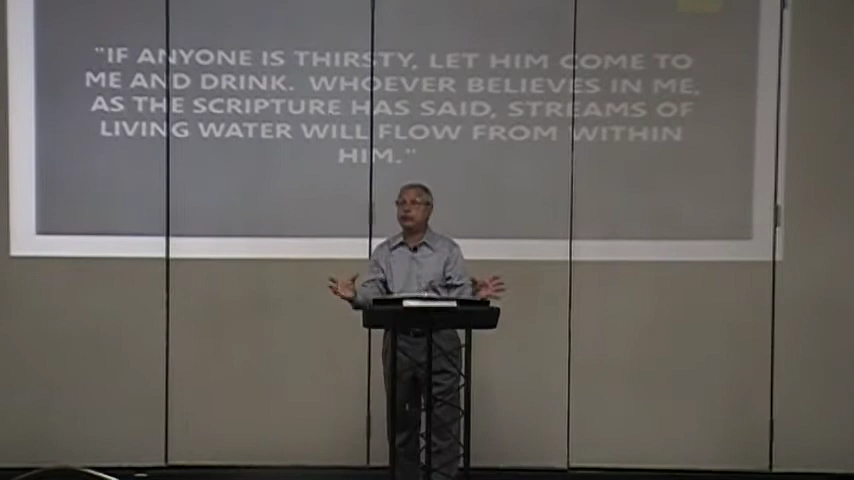 "IF ANYONE IS THIRSTY, LET HIM COME TO
ME AND DRINK. WHOEVER BELIEVES IN ME,
AS THE SCRIPTURE HAS SAID, STREAMS OF
LIVING WATER WILL FLOW FROM WITHIN
HIM."